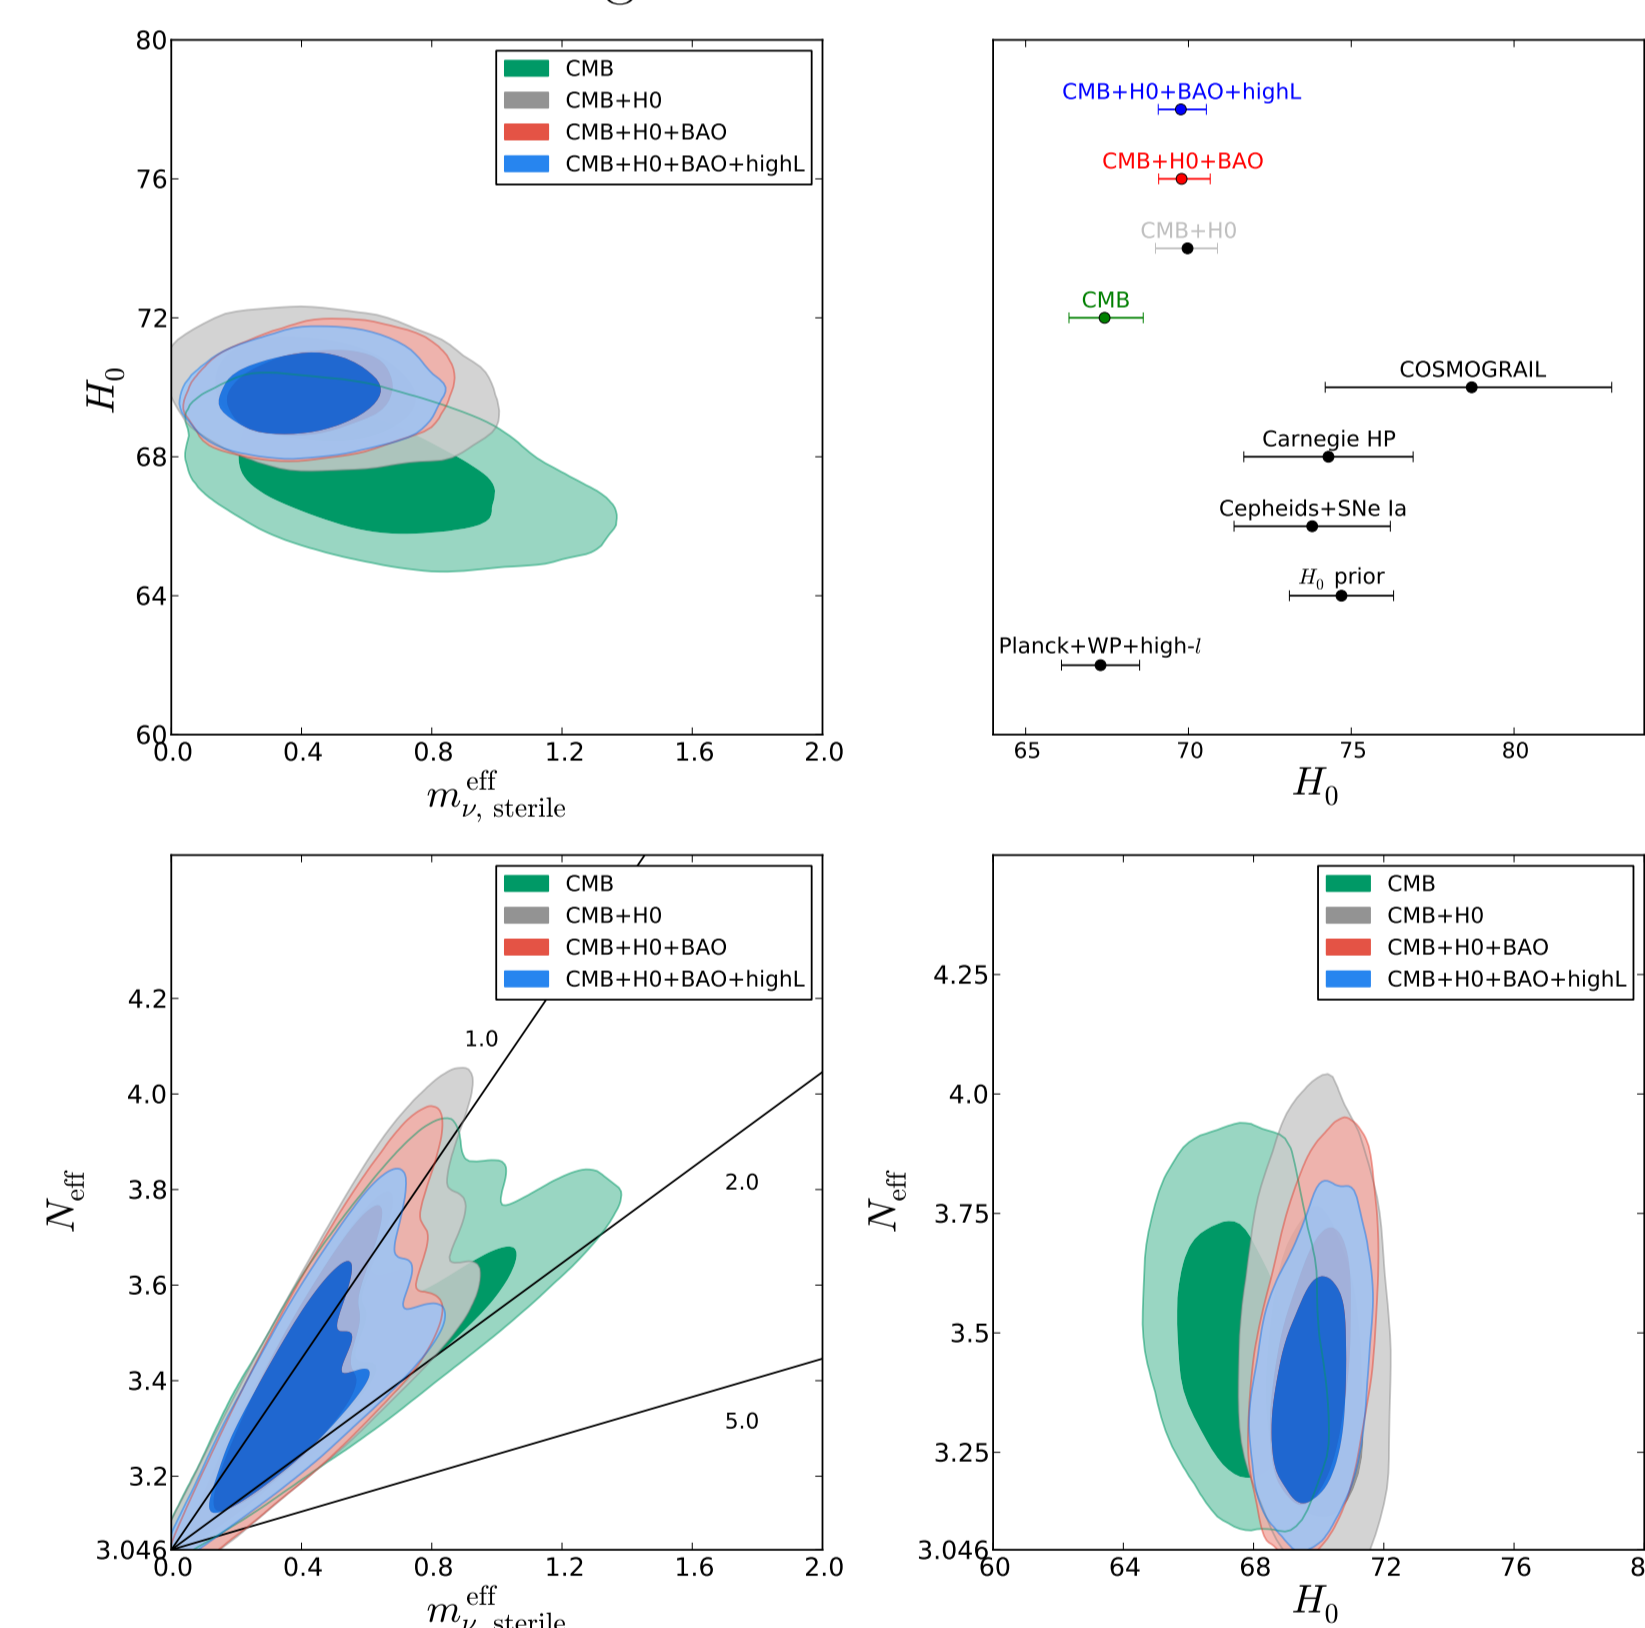 80
76
72
68
64
60
H0
CMB
CMB+H0
CMB+H0+BAO
CMB+H0+BAO+highL
0.0 0.4 0.8 1.2 1.6 2.0
m ν, sterile eff
CMB+H0+BAO+highL
CMB+H0+BAO
CMB+H0
CMB
COSMOGRAIL
Carnegie HP
Cepheids+SNe Ia
H0 prior
Planck+WP+high-l
65 70 75 80
H0
4.2
4.0
3.8
3.6
3.4
3.2
3.046
Neff
CMB
CMB+H0
CMB+H0+BAO
CMB+H0+BAO+highL
1.0
2.0
5.0
0.0 0.4 0.8 1.2 1.6 2.0
m ν, sterile eff
4.25
4.0
3.75
3.5
3.25
3.046
Neff
CMB
CMB+H0
CMB+H0+BAO
CMB+H0+BAO+highL
60 64 68 72 76 8
H0